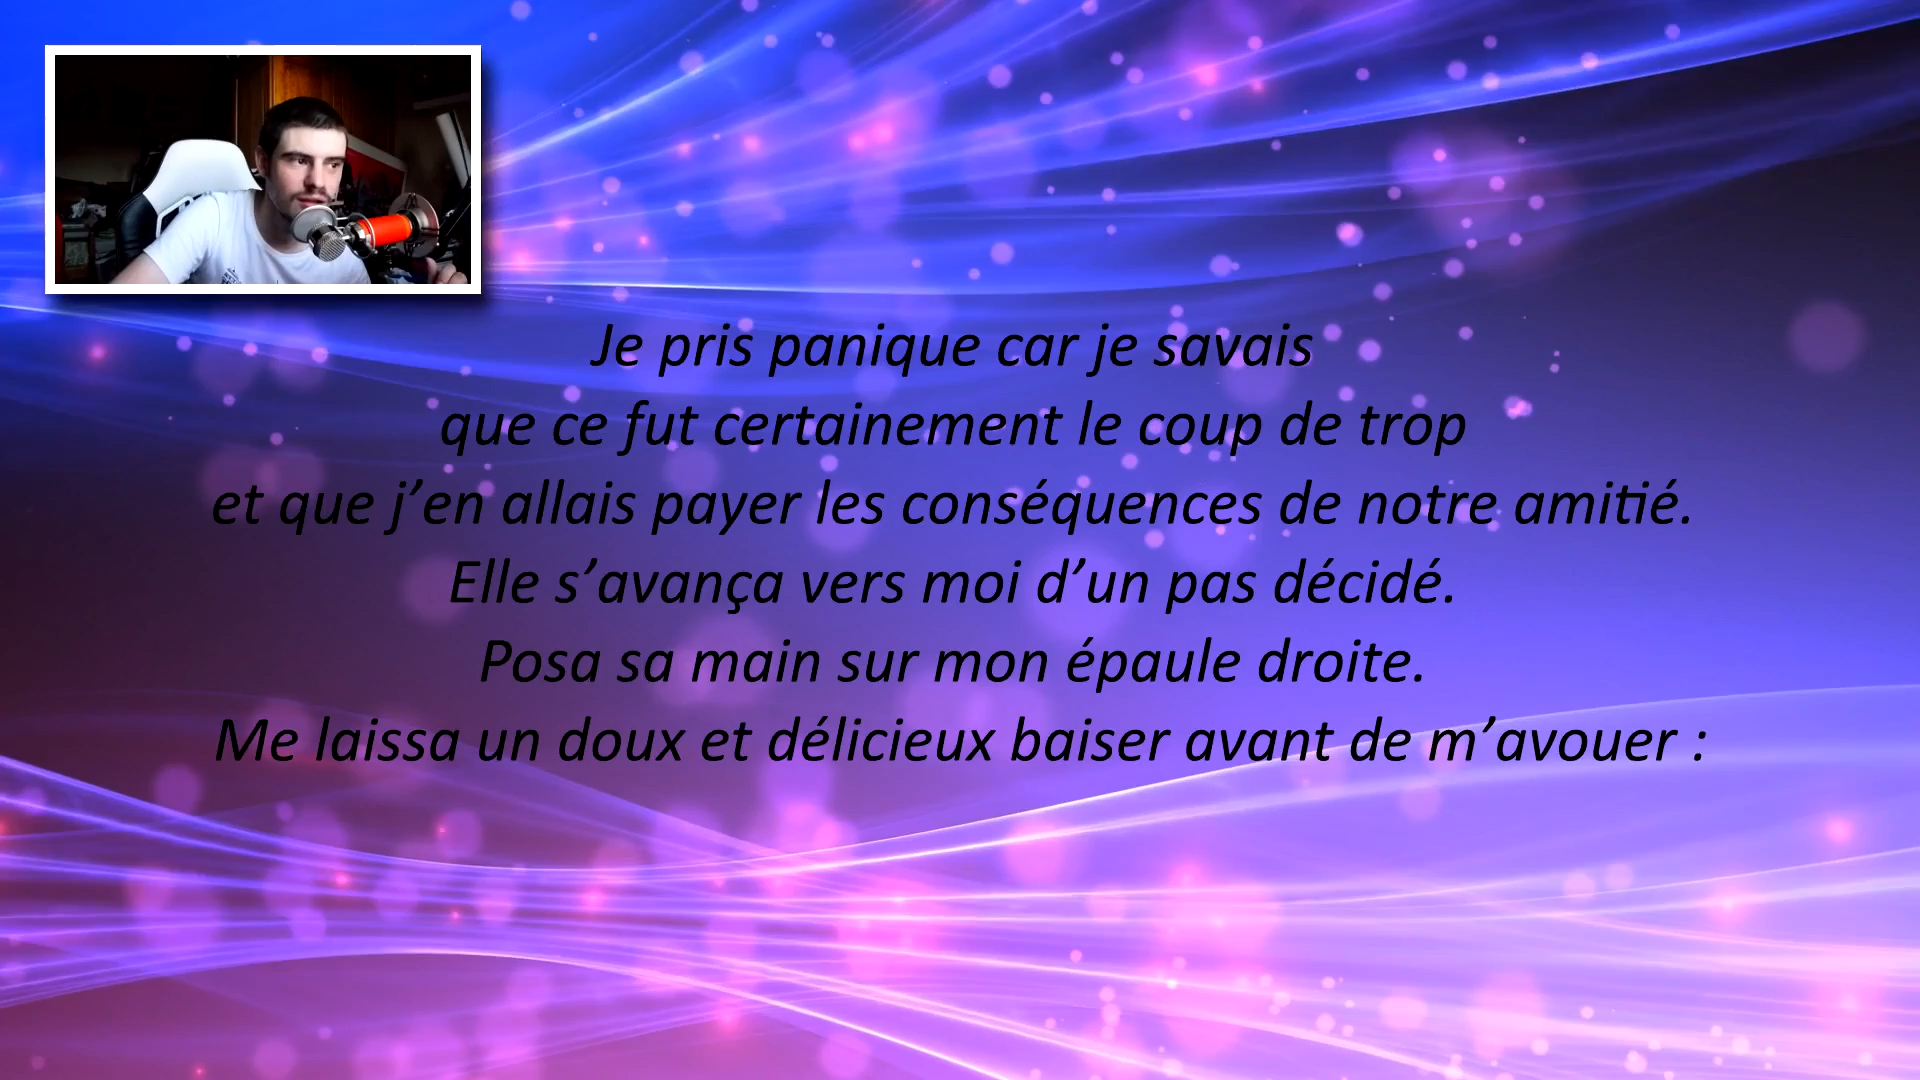 Je pris panique car je savais
que ce fut certainement le coup de trop
et que j’en allais payer les conséquences de notre amitié.
Elle s’avança vers moi d’un pas décidé.
Posa sa main sur mon épaule droite.
Me laissa un doux et délicieux baiser avant de m’avouer :